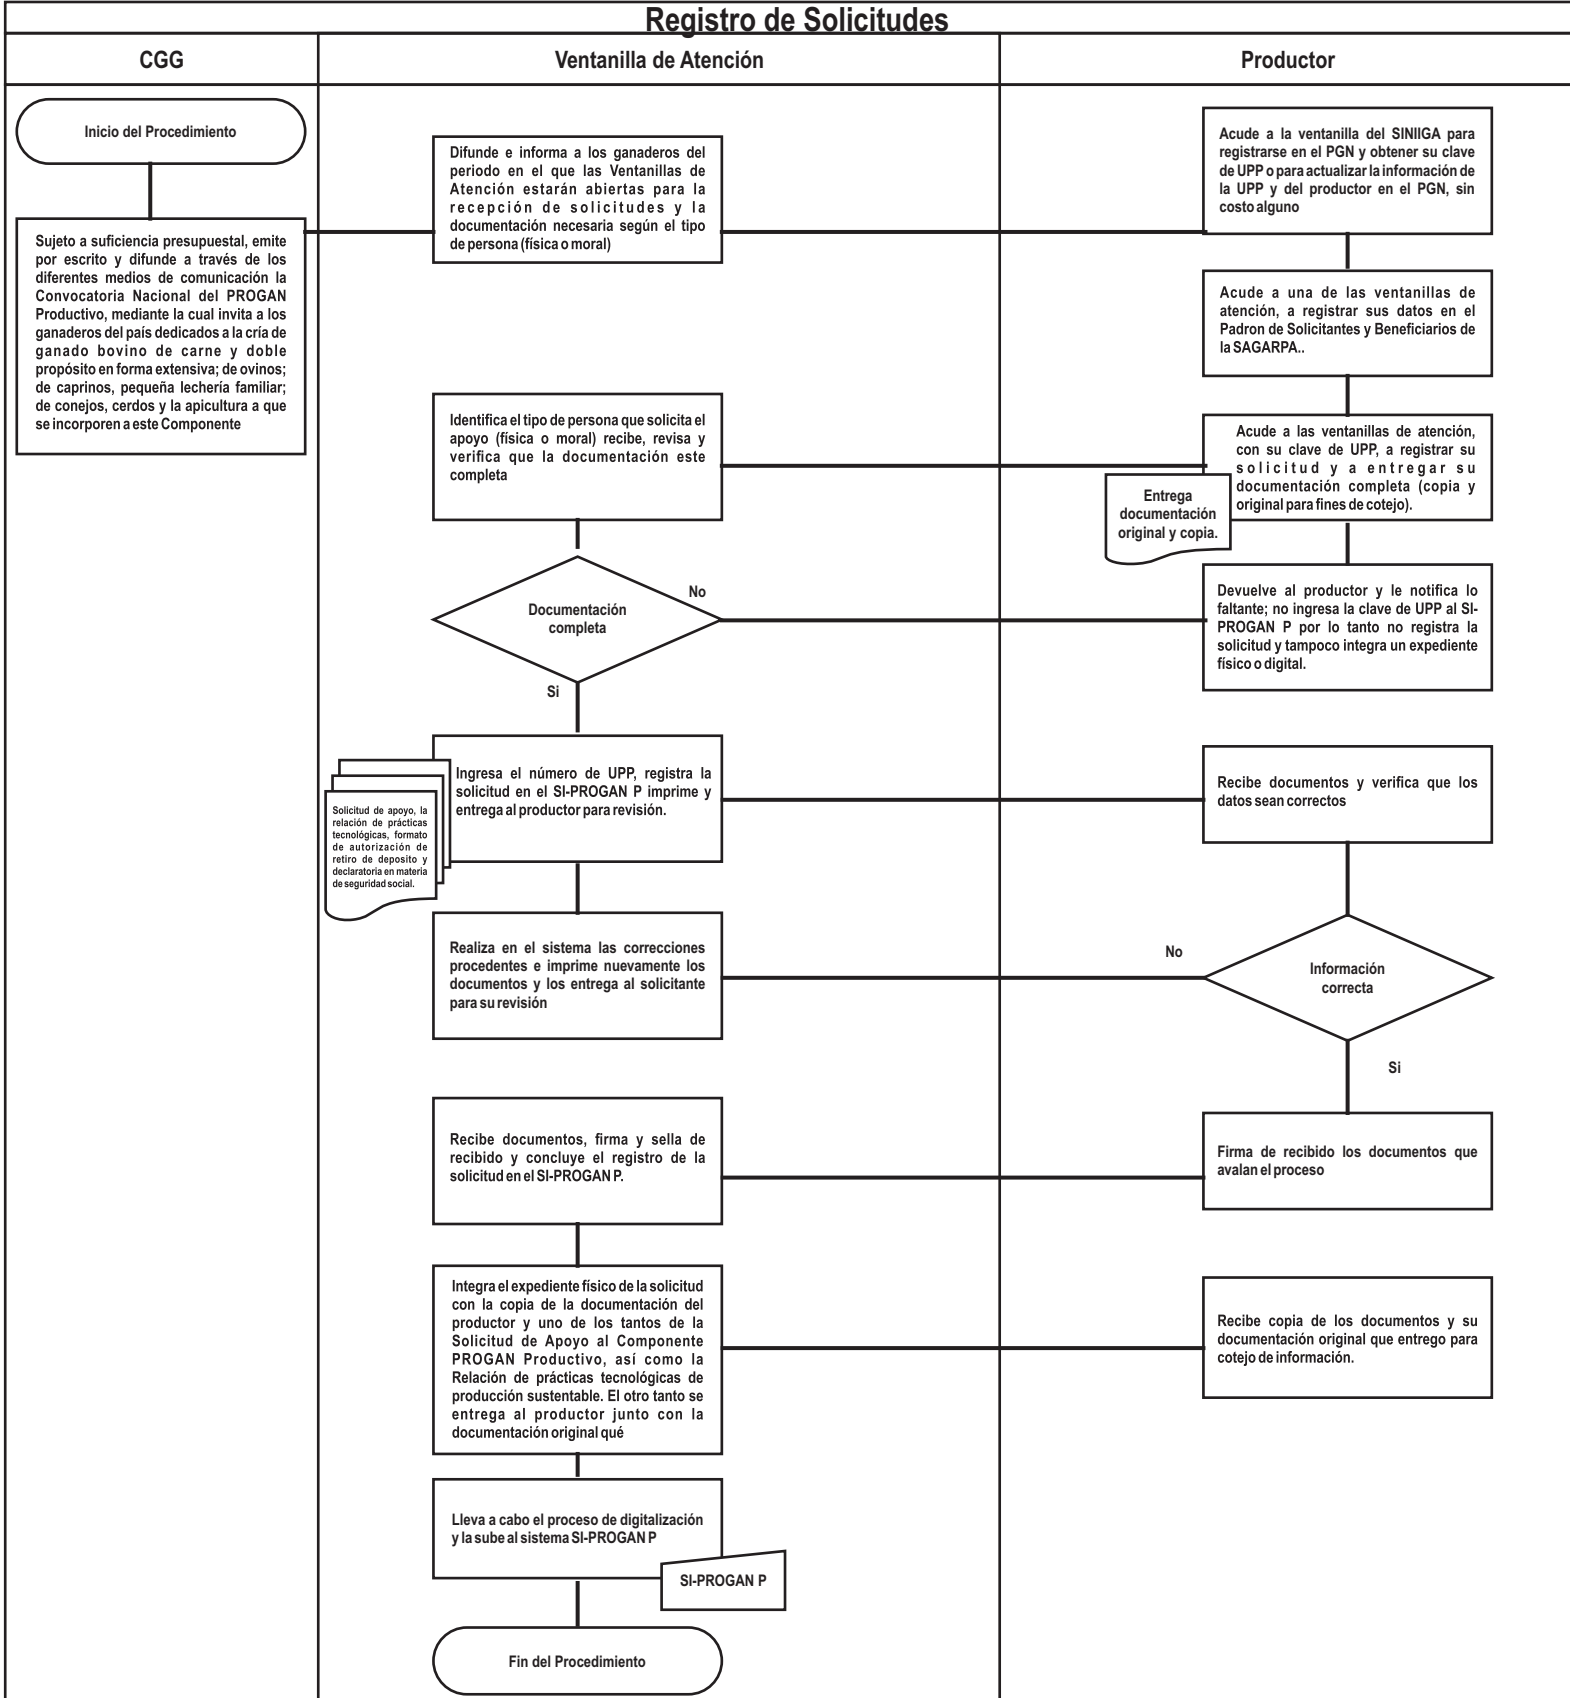 Registro de Solicitudes
CGG
Ventanilla de Atención
Productor
Inicio del Procedimiento
Sujeto a suficiencia presupuestal, emite
por escrito y difunde a través de los
diferentes medios de comunicación la
Convocatoria Nacional del PROGAN
Productivo, mediante la cual invita a los
ganaderos del país dedicados a la cría de
ganado bovino de carne y doble
propósito en forma extensiva; de ovinos;
de caprinos, pequeña lechería familiar;
de conejos, cerdos y la apicultura a que
se incorporen a este Componente
Difunde e informa a los ganaderos del
periodo en el que las Ventanillas de
Atención estarán abiertas para la
recepción de solicitudes y la
documentación necesaria según el tipo
de persona (física o moral)
Acude a la ventanilla del SINIIGA para
registrarse en el PGN y obtener su clave
de UPP o para actualizar la información de
la UPP y del productor en el PGN, sin
costo alguno
Acude a una de las ventanillas de
atención, a registrar sus datos en el
Padron de Solicitantes y Beneficiarios de
la SAGARPA..
Identifica el tipo de persona que solicita el
apoyo (física o moral) recibe, revisa y
verifica que la documentación este
completa
Acude a las ventanillas de atención,
con su clave de UPP, a registrar su
solicitud y a entregar su
documentación completa (copia y
original para fines de cotejo).
Entrega
documentación
original y copia.
Documentación
completa
No
Si
Devuelve al productor y le notifica lo
faltante; no ingresa la clave de UPP al SI-
PROGAN P por lo tanto no registra la
solicitud y tampoco integra un expediente
físico o digital.
Ingresa el número de UPP, registra la
solicitud en el SI-PROGAN P imprime y
entrega al productor para revisión.
Solicitud de apoyo, la
relación de prácticas
tecnológicas, formato
de autorización de
retiro de deposito y
declaratoria en materia
de seguridad social.
Recibe documentos y verifica que los
datos sean correctos
Realiza en el sistema las correcciones
procedentes e imprime nuevamente los
documentos y los entrega al solicitante
para su revisión
No
Información
correcta
Si
Recibe documentos, firma y sella de
recibido y concluye el registro de la
solicitud en el SI-PROGAN P.
Firma de recibido los documentos que
avalan el proceso
Integra el expediente físico de la solicitud
con la copia de la documentación del
productor y uno de los tantos de la
Solicitud de Apoyo al Componente
PROGAN Productivo, así como la
Relación de prácticas tecnológicas de
producción sustentable. El otro tanto se
entrega al productor junto con la
documentación original qué
Recibe copia de los documentos y su
documentación original que entrego para
cotejo de información.
Lleva a cabo el proceso de digitalización
y la sube al sistema SI-PROGAN P
SI-PROGAN P
Fin del Procedimiento